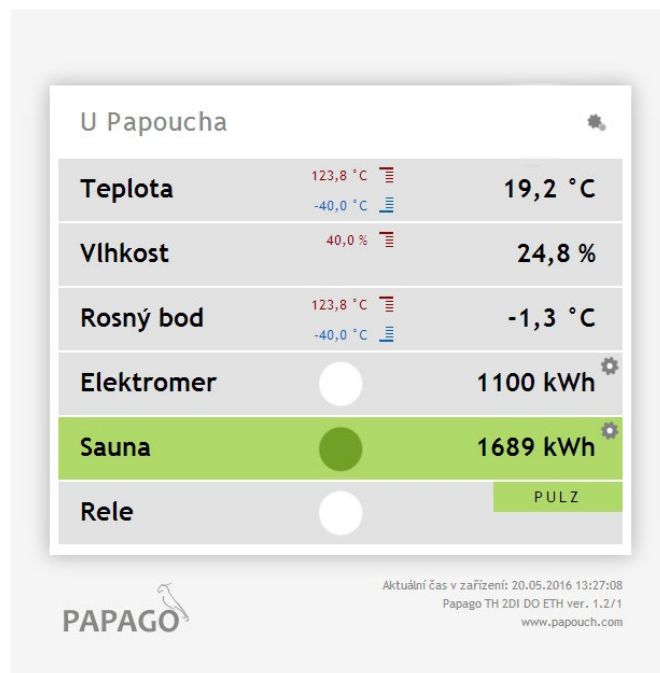 U Papoucha
Teplota 123,8 °C 19,2 °C
-40,0 °C
Vlhkost 40,0 % 24,8 %
Rosný bod 123,8 °C -1,3 °C
-40,0 °C
Elektromer 1100 kWh
Sauna 1689 kWh
Rele PULZ
PAPAGO
Aktuální čas v zařízení: 20.05.2016 13:27:08
Papago TH 2DI DO ETH ver. 1.2/1
www.papouch.com